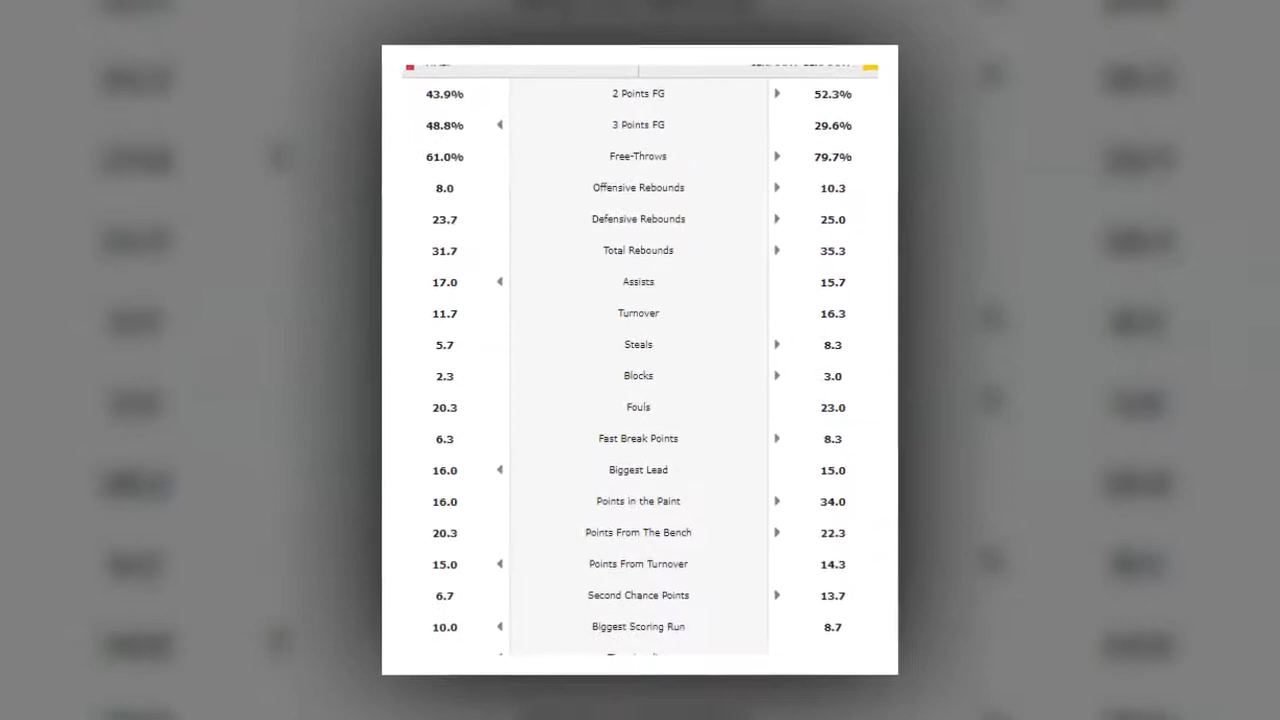 43.9% 2 Points FG 52.3%
48.8% 3 Points FG 29.6%
61.0% Free-Throws 79.7%
8.0 Offensive Rebounds 10.3
23.7 Defensive Rebounds 25.0
31.7 Total Rebounds 35.3
17.0 Assists 15.7
11.7 Turnover 16.3
5.7 Steals 8.3
2.3 Blocks 3.0
20.3 Fouls 23.0
6.3 Fast Break Points 8.3
16.0 Biggest Lead 15.0
16.0 Points in the Paint 34.0
20.3 Points From The Bench 22.3
15.0 Points From Turnover 14.3
6.7 Second Chance Points 13.7
10.0 Biggest Scoring Run 8.7